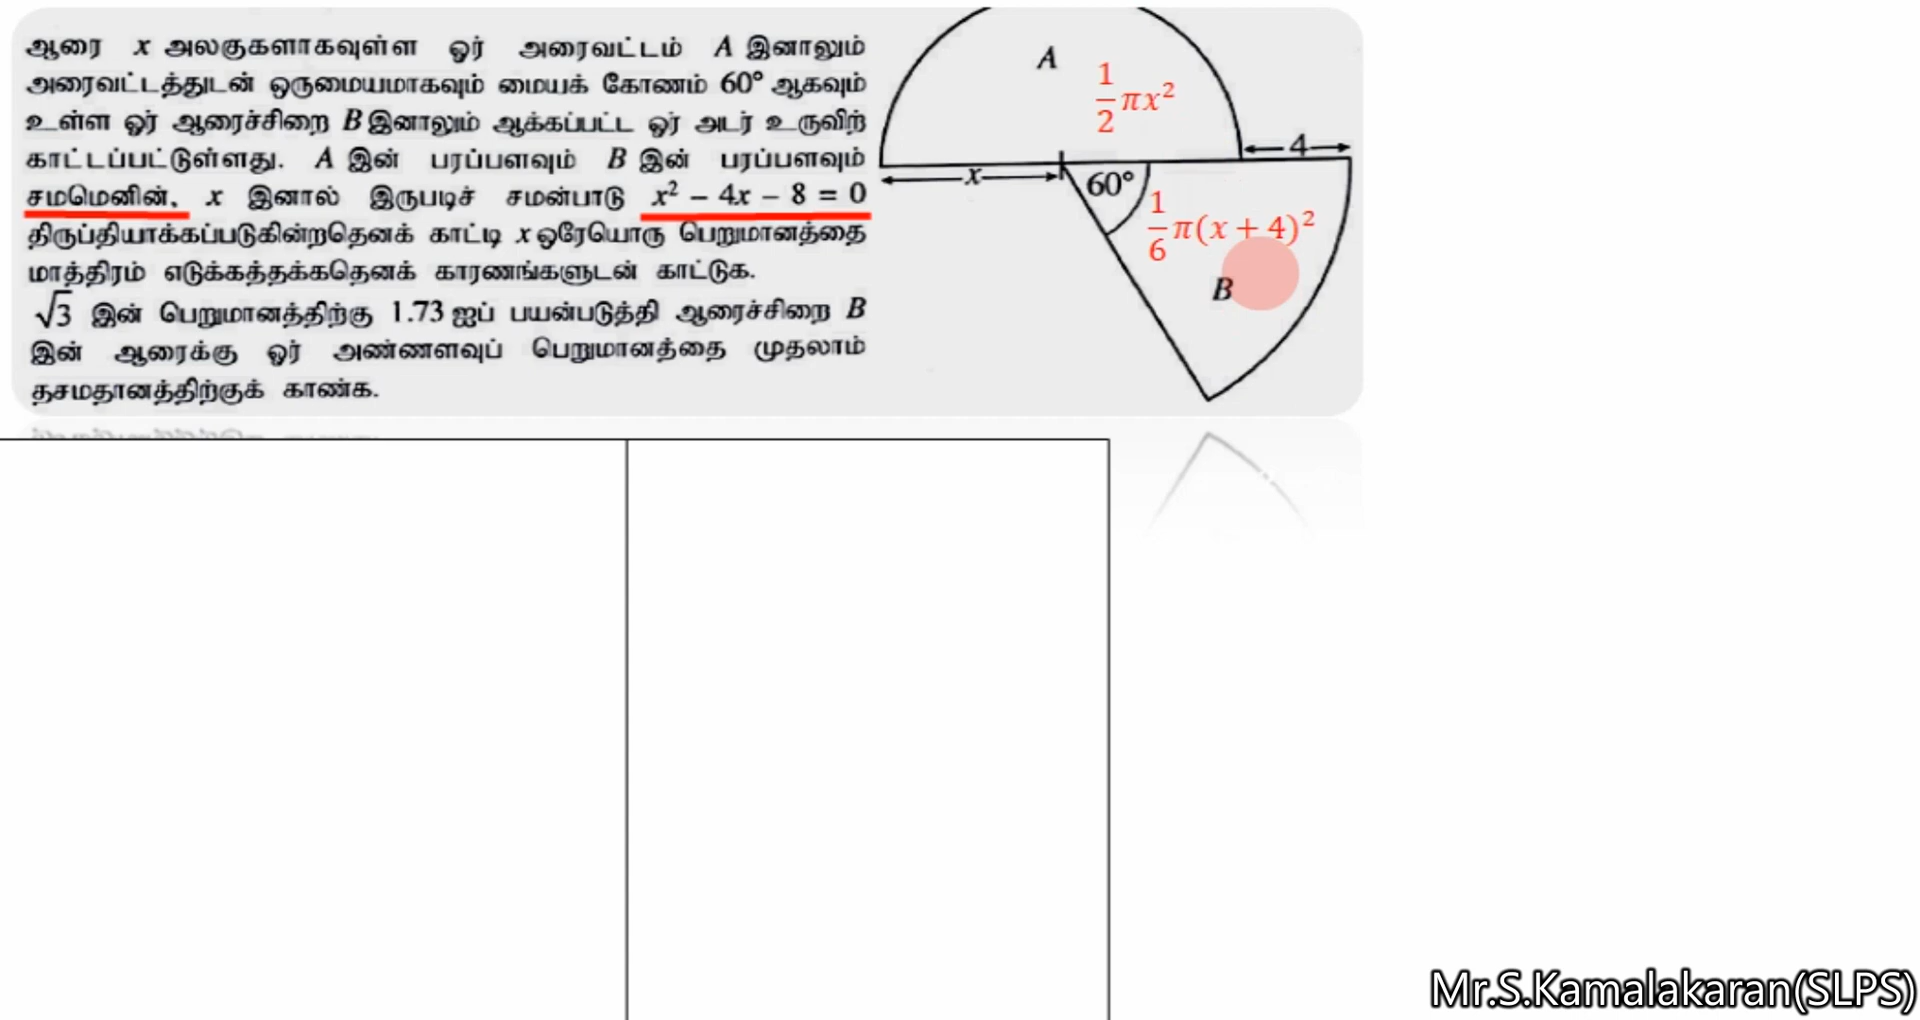 ஆரை x அலகுகளாகவுள்ள ஓர் அரைவட்டம் A இனாலும்
அரைவட்டத்துடன் ஒருமையமாகவும் மையக் கோணம் 60° ஆகவும்
உள்ள ஓர் ஆரைச்சிறை B இனாலும் ஆக்கப்பட்ட ஓர் அடர் உருவிற்
காட்டப்பட்டுள்ளது. A இன் பரப்பளவும் B இன் பரப்பளவும்
சமமெனின், x இனால் இருபடிச் சமன்பாடு x² – 4x – 8 = 0
திருப்தியாக்கப்படுகின்றதெனக் காட்டி x ஒரேயொரு பெறுமானத்தை
மாத்திரம் எடுக்கத்தக்கதெனக் காரணங்களுடன் காட்டுக.
√3 இன் பெறுமானத்திற்கு 1.73 ஐப் பயன்படுத்தி ஆரைச்சிறை B
இன் ஆரைக்கு ஓர் அண்ணளவுப் பெறுமானத்தை முதலாம்
தசமதானத்திற்குக் காண்க.
A
1/2 πx²
4
x
60°
1/6 π(x + 4)²
B
Mr.S.Kamalakaran(SLPS)